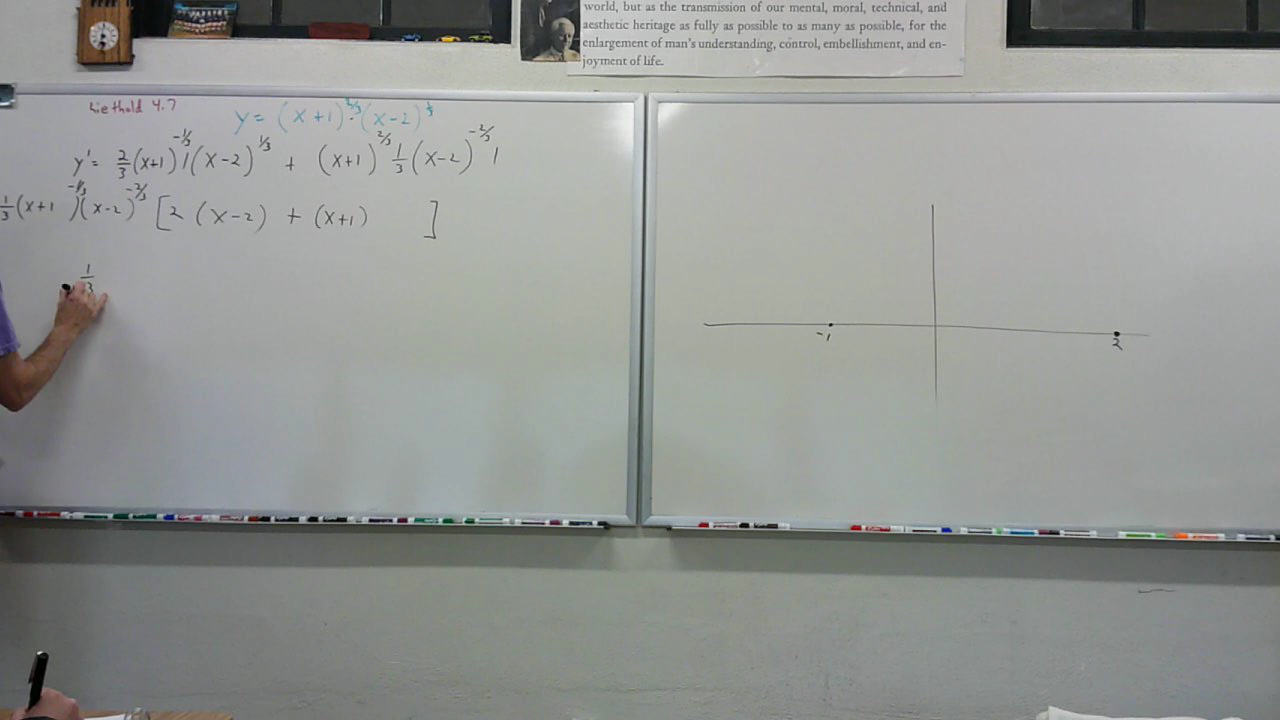 world, but as the transmission of our mental, moral, technical, and
aesthetic heritage as fully as possible to as many as possible, for the
enlargement of man's understanding, control, embellishment, and en-
joyment of life.
Liethold 4.7
y = (x+1)^2/3 · (x-2)^1/3
y' = 2/3 (x+1)^-1/3 1 (x-2)^1/3 + (x+1)^2/3 1/3 (x-2)^-2/3 1
1/3 (x+1)^-1/3 (x-2)^-2/3 [2 (x-2) + (x+1) ]
1/3
-1
2